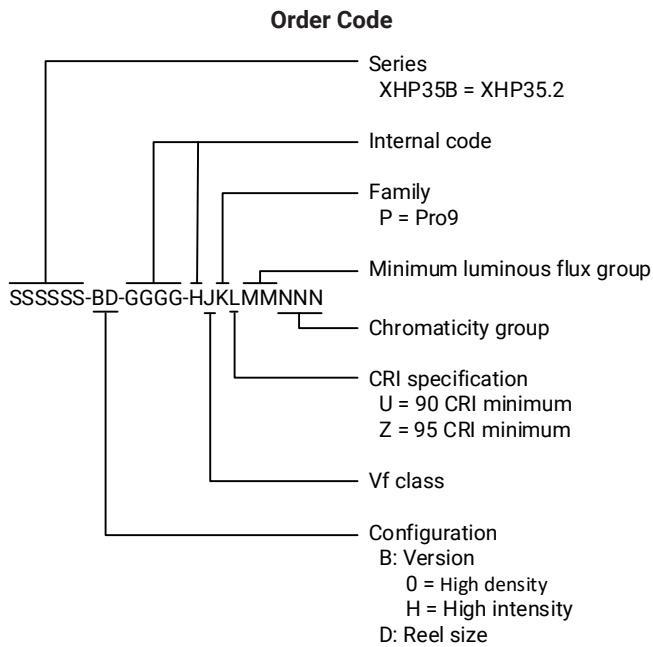 Order Code
Series
XHP35B = XHP35.2
Internal code
Family
P = Pro9
Minimum luminous flux group
SSSSSS-BD-GGGG-HJKLMMNNN
Chromaticity group
CRI specification
U = 90 CRI minimum
Z = 95 CRI minimum
Vf class
Configuration
B: Version
0 = High density
H = High intensity
D: Reel size